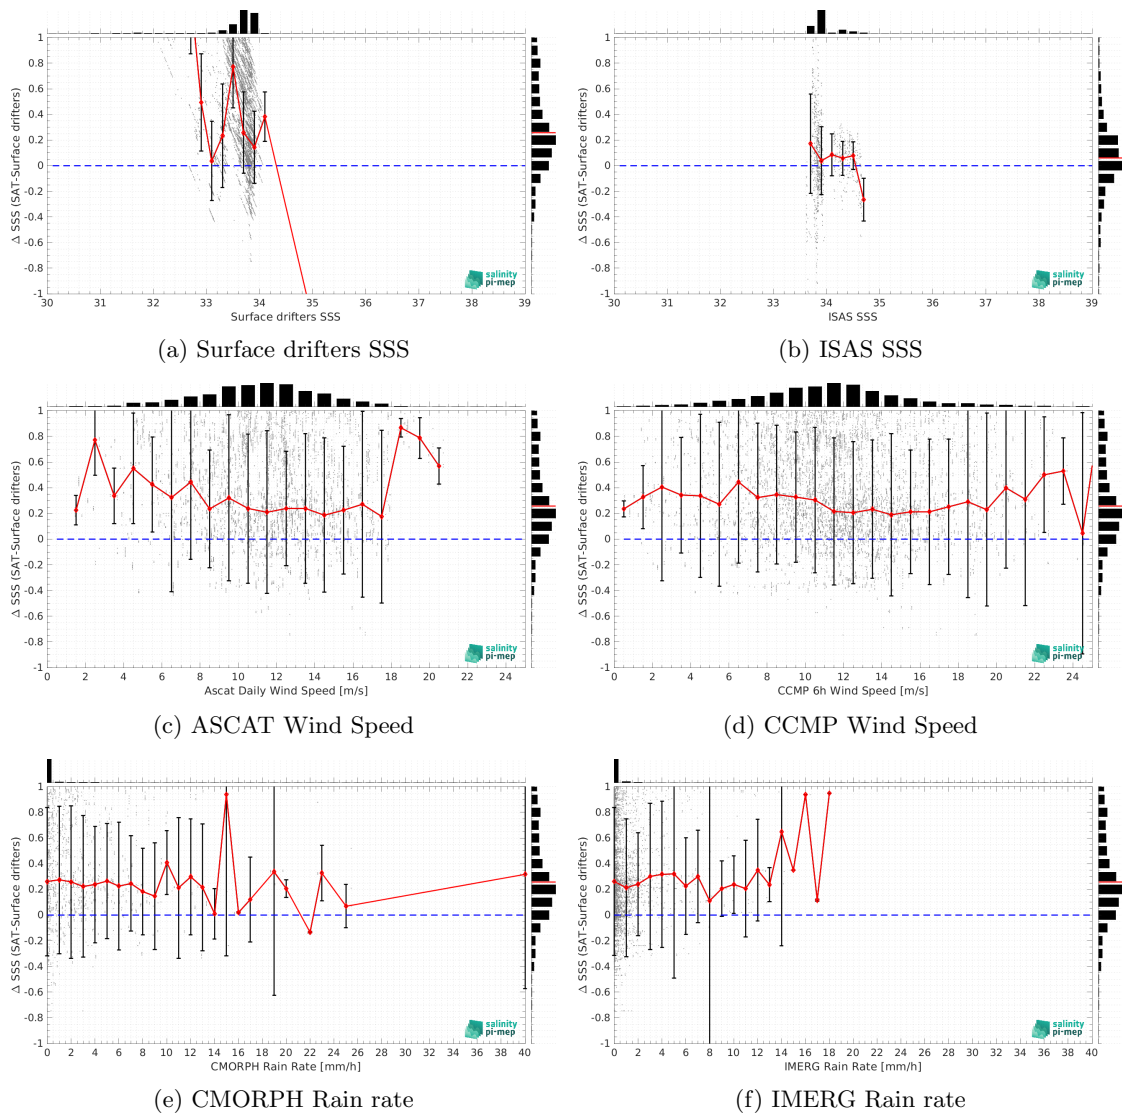 1
0.8
0.6
0.4
0.2
0
-0.2
-0.4
-0.6
-0.8
-1
Δ SSS (SAT-Surface drifters)
30 31 32 33 34 35 36 37 38 39
Surface drifters SSS
salinity
pi-mep
(a) Surface drifters SSS
1
0.8
0.6
0.4
0.2
0
-0.2
-0.4
-0.6
-0.8
-1
Δ SSS (SAT-Surface drifters)
30 31 32 33 34 35 36 37 38 39
ISAS SSS
salinity
pi-mep
(b) ISAS SSS
1
0.8
0.6
0.4
0.2
0
-0.2
-0.4
-0.6
-0.8
-1
Δ SSS (SAT-Surface drifters)
0 2 4 6 8 10 12 14 16 18 20 22 24
Ascat Daily Wind Speed [m/s]
salinity
pi-mep
(c) ASCAT Wind Speed
1
0.8
0.6
0.4
0.2
0
-0.2
-0.4
-0.6
-0.8
-1
Δ SSS (SAT-Surface drifters)
0 2 4 6 8 10 12 14 16 18 20 22 24
CCMP 6h Wind Speed [m/s]
salinity
pi-mep
(d) CCMP Wind Speed
1
0.8
0.6
0.4
0.2
0
-0.2
-0.4
-0.6
-0.8
-1
Δ SSS (SAT-Surface drifters)
0 2 4 6 8 10 12 14 16 18 20 22 24 26 28 30 32 34 36 38 40
CMORPH Rain Rate [mm/h]
salinity
pi-mep
(e) CMORPH Rain rate
1
0.8
0.6
0.4
0.2
0
-0.2
-0.4
-0.6
-0.8
-1
Δ SSS (SAT-Surface drifters)
0 2 4 6 8 10 12 14 16 18 20 22 24 26 28 30 32 34 36 38 40
IMERG Rain Rate [mm/h]
salinity
pi-mep
(f) IMERG Rain rate